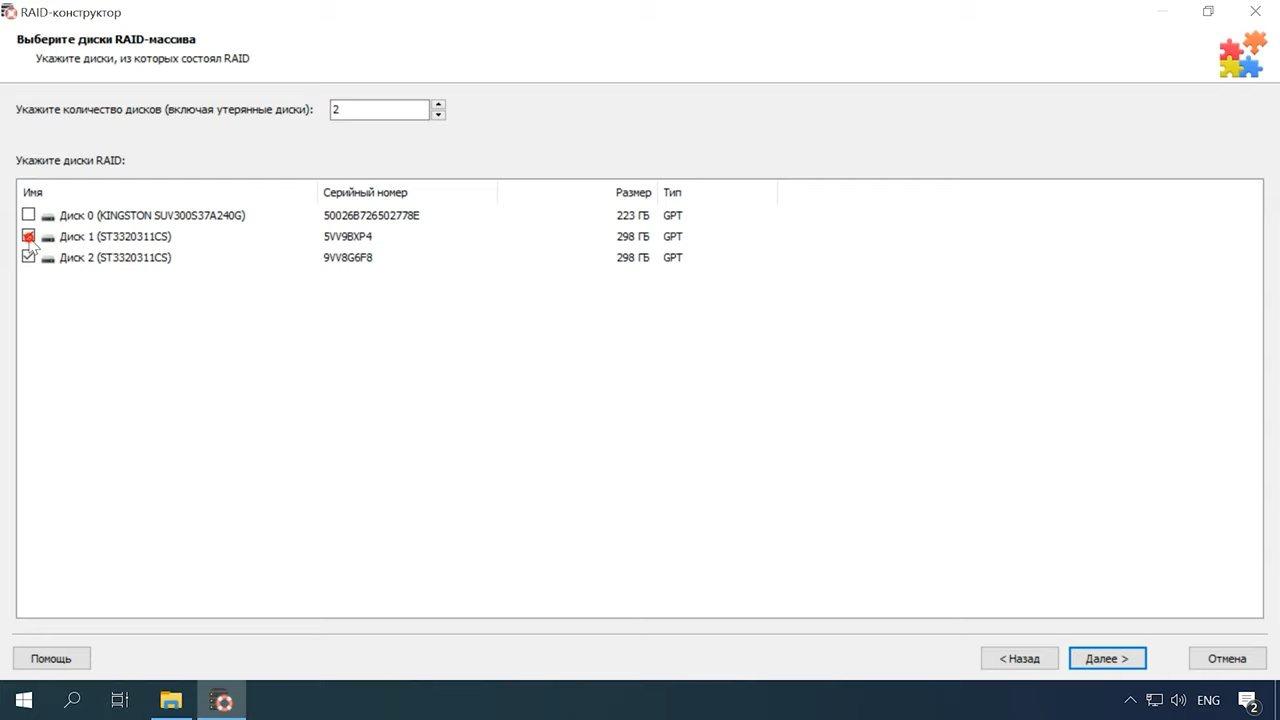 RAID-конструктор
Выберите диски RAID-массива
Укажите диски, из которых состоял RAID
Укажите количество дисков (включая утерянные диски): 2
Укажите диски RAID:
Имя Серийный номер Размер Тип
Диск 0 (KINGSTON SUV300S37A240G) 50026B726502778E 223 ГБ GPT
Диск 1 (ST3320311CS) 5VV9BXP4 298 ГБ GPT
Диск 2 (ST3320311CS) 9VV8G6F8 298 ГБ GPT
Помощь < Назад Далее > Отмена
ENG 2